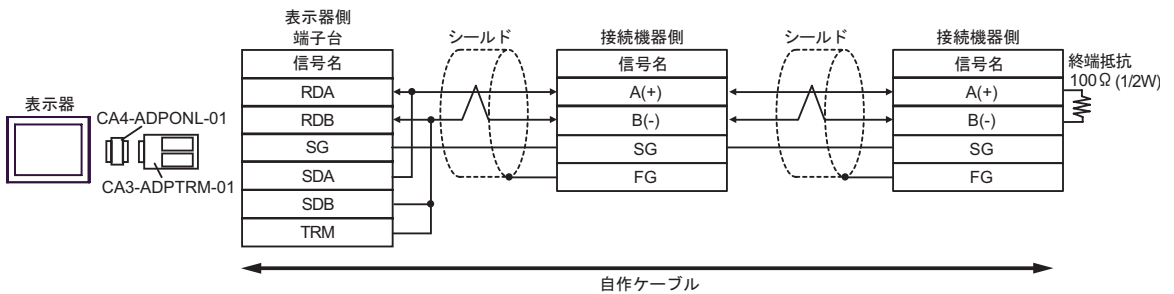 表示器
CA4-ADPONL-01
CA3-ADPTRM-01
表示器側
端子台
信号名
RDA
RDB
SG
SDA
SDB
TRM
シールド
接続機器側
信号名
A(+)
B(-)
SG
FG
シールド
接続機器側
信号名
A(+)
B(-)
SG
FG
終端抵抗
100Ω (1/2W)
自作ケーブル